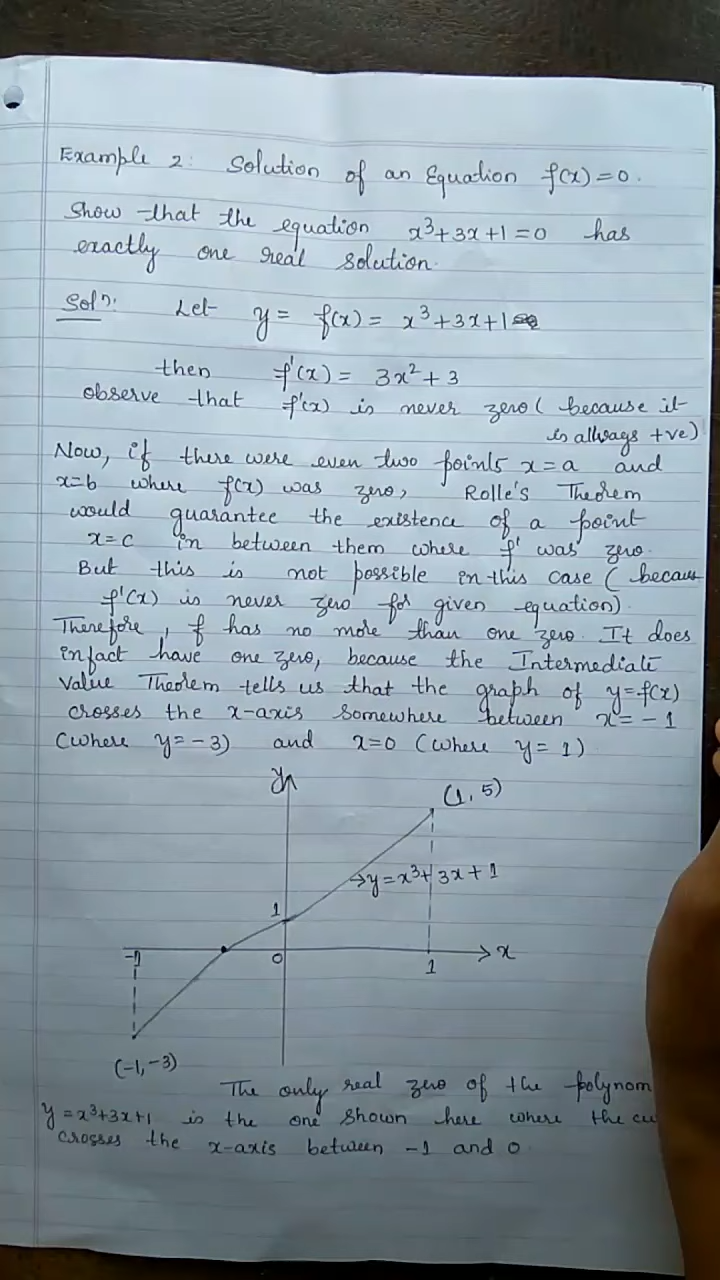 Example 2: Solution of an Equation f(x)=0.
Show that the equation x³+3x+1=0 has
exactly one real solution.
Solⁿ: Let y = f(x) = x³+3x+1
then f'(x) = 3x²+3
observe that f'(x) is never zero (because it
is allways +ve)
Now, if there were even two points x=a and
x=b where f(x) was zero, Rolle's Theorem
would guarantee the existence of a point
x=c in between them where f' was zero.
But this is not possible in this case (becaus
f'(x) is never zero for given equation).
Therefore, f has no more than one zero. It does
infact have one zero, because the Intermediate
Value Theorem tells us that the graph of y=f(x)
crosses the x-axis somewhere between x=-1
(where y=-3) and x=0 (where y=1)
y
(1,5)
→y=x³+3x+1
1
-1 0 1 x
(-1,-3)
The only real zero of the polynom
y=x³+3x+1 is the one shown here where the cu
crosses the x-axis between -1 and 0